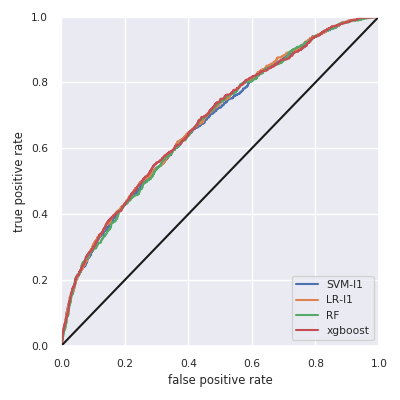 1.0
0.8
0.6
0.4
0.2
0.0
true positive rate
0.0 0.2 0.4 0.6 0.8 1.0
false positive rate
SVM-l1
LR-l1
RF
xgboost